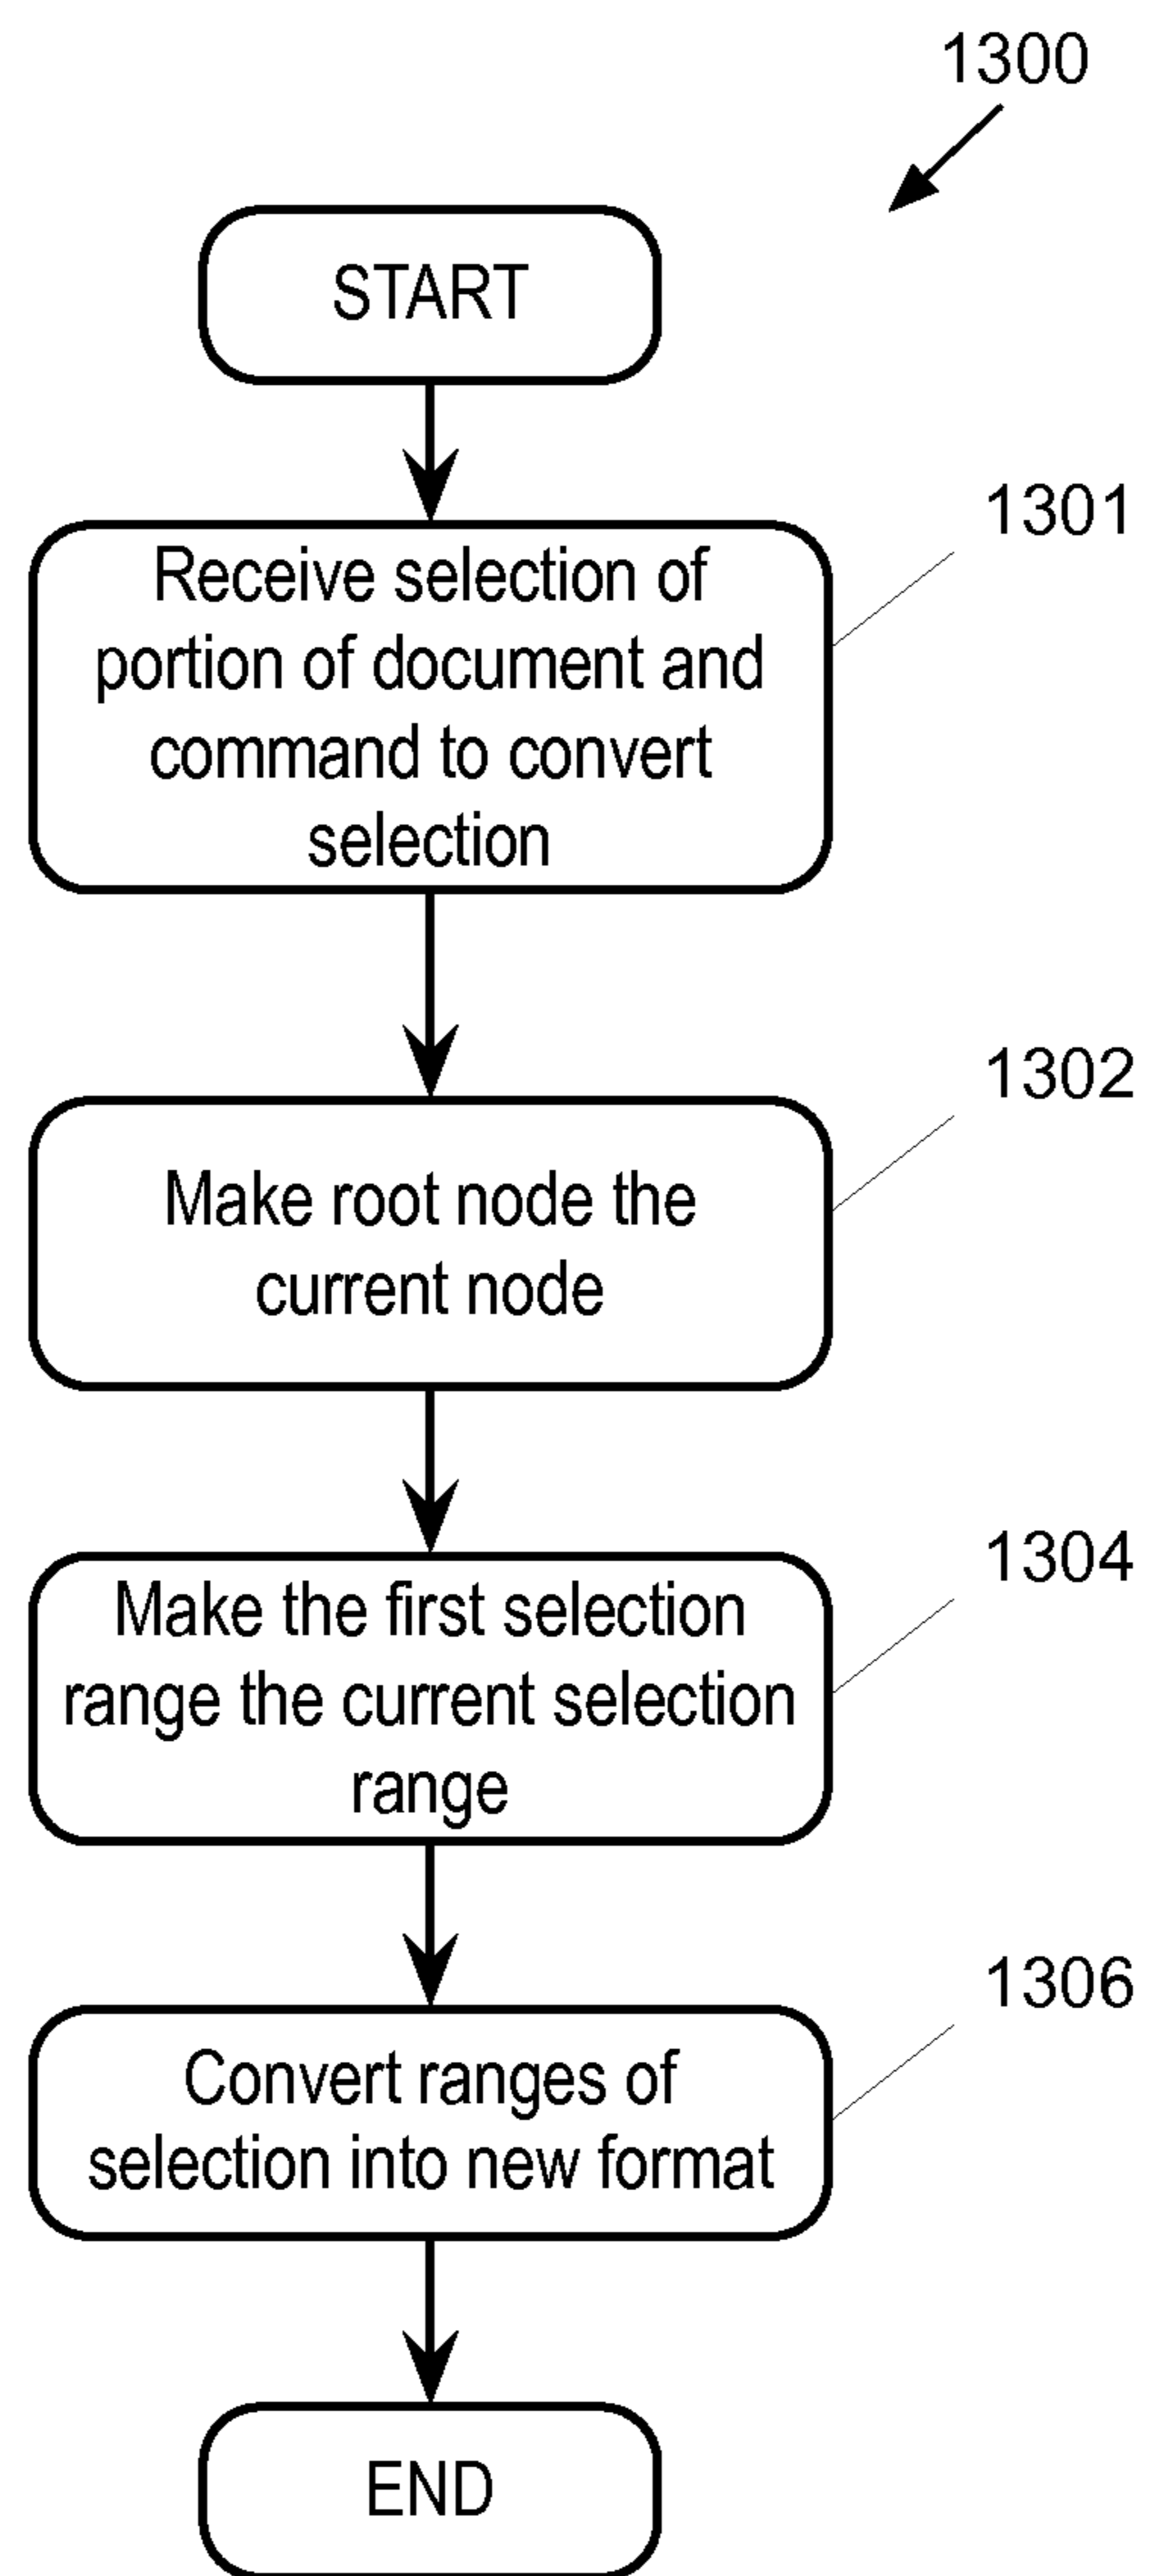 1300
START
1301
Receive selection of
portion of document and
command to convert
selection
1302
Make root node the
current node
1304
Make the first selection
range the current selection
range
1306
Convert ranges of
selection into new format
END